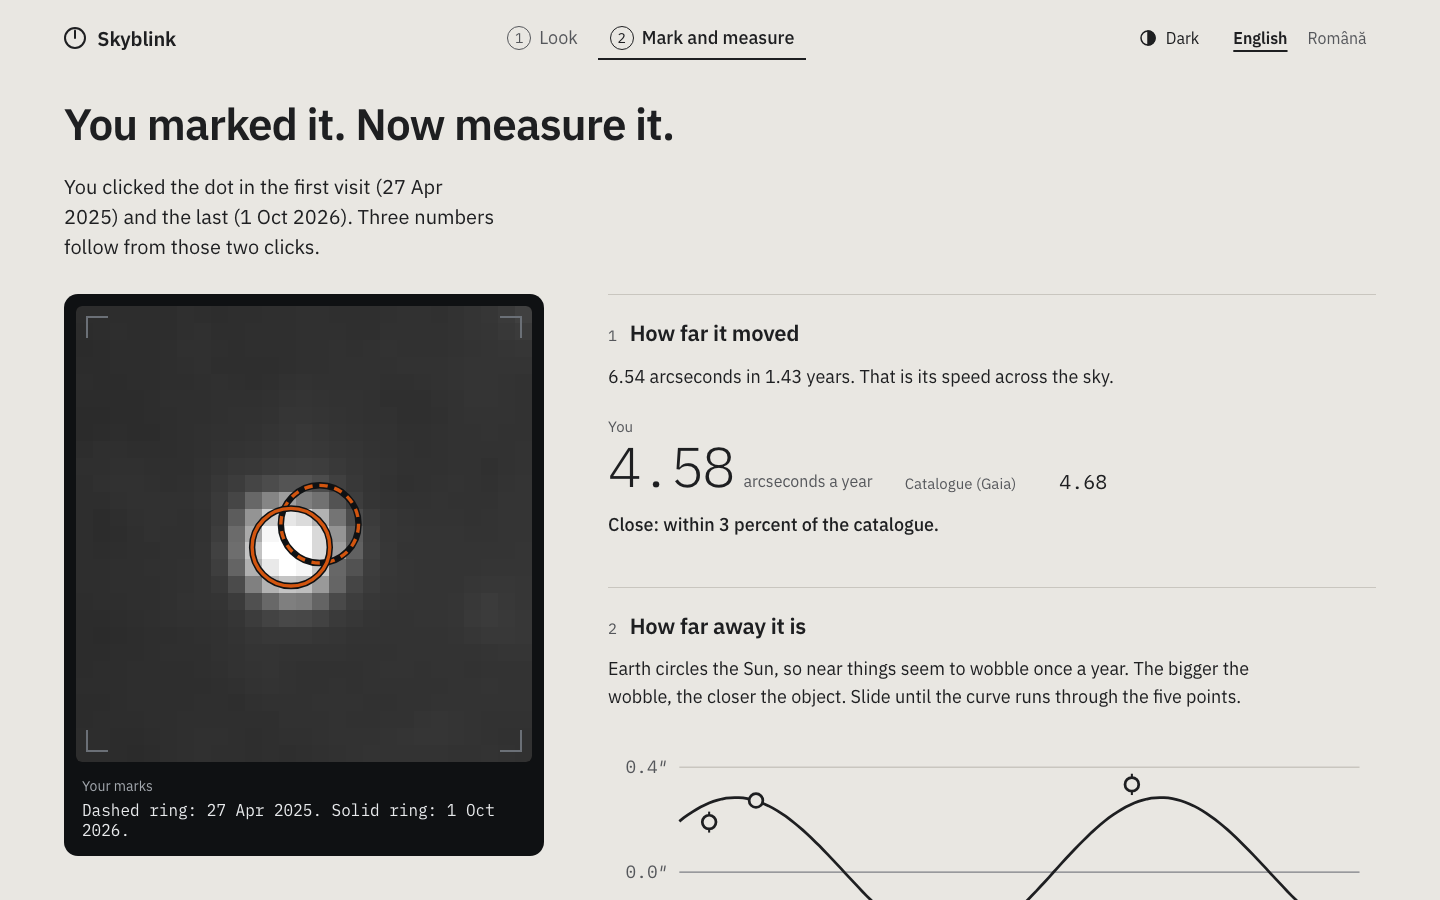 Skyblink
1 Look
2 Mark and measure
Dark
English
Română
You marked it. Now measure it.
You clicked the dot in the first visit (27 Apr
2025) and the last (1 Oct 2026). Three numbers
follow from those two clicks.
Your marks
Dashed ring: 27 Apr 2025. Solid ring: 1 Oct
2026.
1 How far it moved
6.54 arcseconds in 1.43 years. That is its speed across the sky.
You
4.58 arcseconds a year
Catalogue (Gaia) 4.68
Close: within 3 percent of the catalogue.
2 How far away it is
Earth circles the Sun, so near things seem to wobble once a year. The bigger the
wobble, the closer the object. Slide until the curve runs through the five points.
0.4″
0.0″